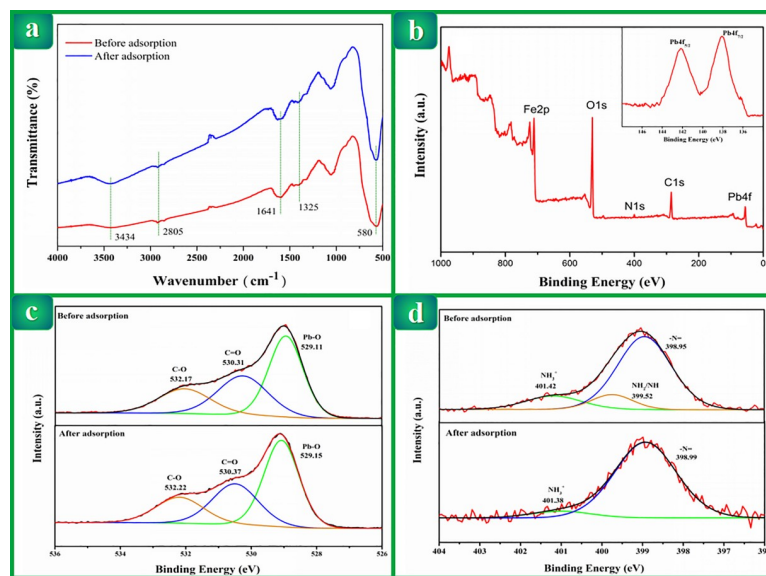 a
Before adsorption
After adsorption
Transmittance (%)
3434
2805
1641
1325
580
4000 3500 3000 2500 2000 1500 1000 500
Wavenumber (cm-1)
b
Pb4f5/2
Pb4f7/2
146 144 142 140 138 136
Binding Energy (eV)
Fe2p
O1s
N1s
C1s
Pb4f
Intensity (a.u.)
1000 800 600 400 200 0
Binding Energy (eV)
c
Before adsorption
C-O
532.17
C=O
530.31
Pb-O
529.11
After adsorption
C-O
532.22
C=O
530.37
Pb-O
529.15
Intensity (a.u.)
536 534 532 530 528 526
Binding Energy (eV)
d
Before adsorption
NH3+
401.42
-N=
398.95
NH2/NH
399.52
After adsorption
NH3+
401.38
-N=
398.99
Intensity (a.u.)
404 403 402 401 400 399 398 397 396
Binding Energy (eV)